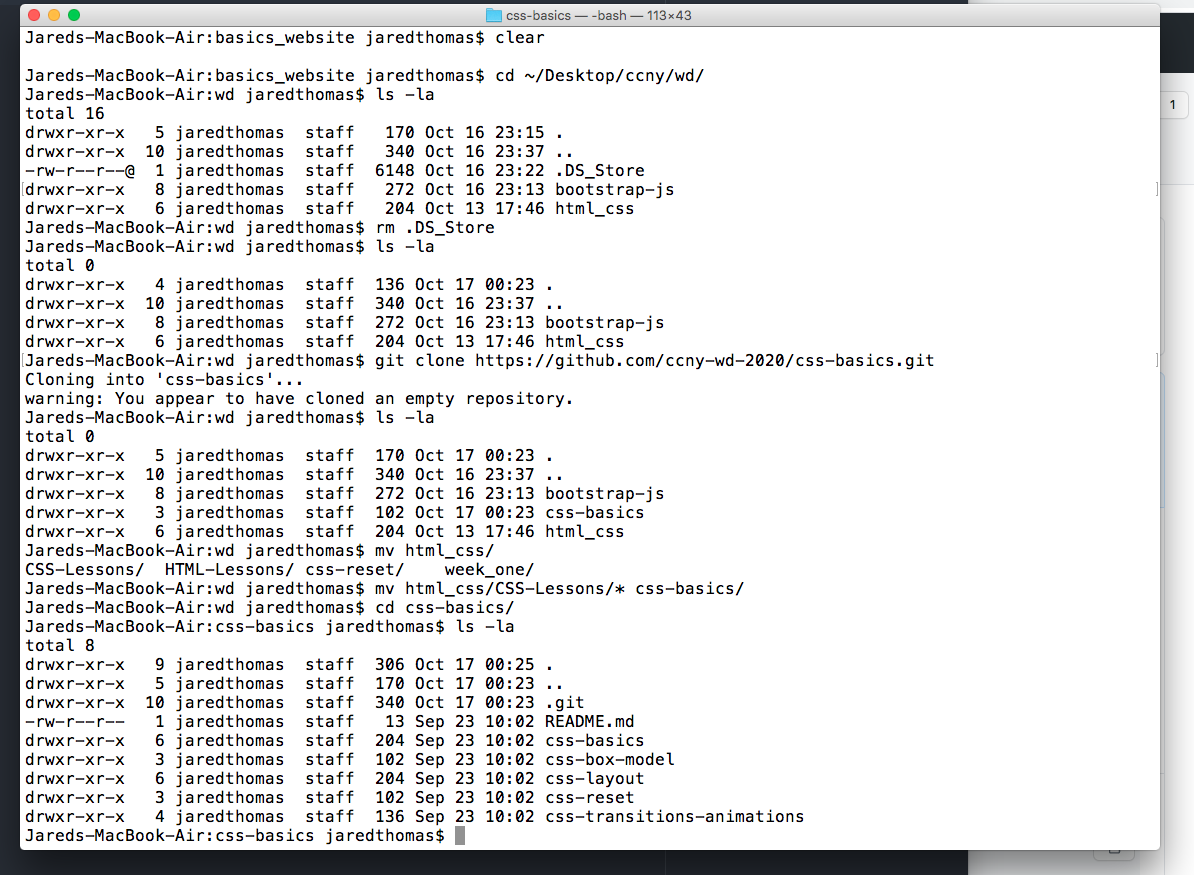 css-basics — -bash — 113×43
Jareds-MacBook-Air:basics_website jaredthomas$ clear
Jareds-MacBook-Air:basics_website jaredthomas$ cd ~/Desktop/ccny/wd/
Jareds-MacBook-Air:wd jaredthomas$ ls -la
total 16
drwxr-xr-x   5 jaredthomas  staff   170 Oct 16 23:15 .
drwxr-xr-x  10 jaredthomas  staff   340 Oct 16 23:37 ..
-rw-r--r--@  1 jaredthomas  staff  6148 Oct 16 23:22 .DS_Store
drwxr-xr-x   8 jaredthomas  staff   272 Oct 16 23:13 bootstrap-js
drwxr-xr-x   6 jaredthomas  staff   204 Oct 13 17:46 html_css
Jareds-MacBook-Air:wd jaredthomas$ rm .DS_Store
Jareds-MacBook-Air:wd jaredthomas$ ls -la
total 0
drwxr-xr-x   4 jaredthomas  staff  136 Oct 17 00:23 .
drwxr-xr-x  10 jaredthomas  staff  340 Oct 16 23:37 ..
drwxr-xr-x   8 jaredthomas  staff  272 Oct 16 23:13 bootstrap-js
drwxr-xr-x   6 jaredthomas  staff  204 Oct 13 17:46 html_css
Jareds-MacBook-Air:wd jaredthomas$ git clone https://github.com/ccny-wd-2020/css-basics.git
Cloning into 'css-basics'...
warning: You appear to have cloned an empty repository.
Jareds-MacBook-Air:wd jaredthomas$ ls -la
total 0
drwxr-xr-x   5 jaredthomas  staff  170 Oct 17 00:23 .
drwxr-xr-x  10 jaredthomas  staff  340 Oct 16 23:37 ..
drwxr-xr-x   8 jaredthomas  staff  272 Oct 16 23:13 bootstrap-js
drwxr-xr-x   3 jaredthomas  staff  102 Oct 17 00:23 css-basics
drwxr-xr-x   6 jaredthomas  staff  204 Oct 13 17:46 html_css
Jareds-MacBook-Air:wd jaredthomas$ mv html_css/
CSS-Lessons/  HTML-Lessons/ css-reset/    week_one/
Jareds-MacBook-Air:wd jaredthomas$ mv html_css/CSS-Lessons/* css-basics/
Jareds-MacBook-Air:wd jaredthomas$ cd css-basics/
Jareds-MacBook-Air:css-basics jaredthomas$ ls -la
total 8
drwxr-xr-x   9 jaredthomas  staff  306 Oct 17 00:25 .
drwxr-xr-x   5 jaredthomas  staff  170 Oct 17 00:23 ..
drwxr-xr-x  10 jaredthomas  staff  340 Oct 17 00:23 .git
-rw-r--r--   1 jaredthomas  staff   13 Sep 23 10:02 README.md
drwxr-xr-x   6 jaredthomas  staff  204 Sep 23 10:02 css-basics
drwxr-xr-x   3 jaredthomas  staff  102 Sep 23 10:02 css-box-model
drwxr-xr-x   6 jaredthomas  staff  204 Sep 23 10:02 css-layout
drwxr-xr-x   3 jaredthomas  staff  102 Sep 23 10:02 css-reset
drwxr-xr-x   4 jaredthomas  staff  136 Sep 23 10:02 css-transitions-animations
Jareds-MacBook-Air:css-basics jaredthomas$
1